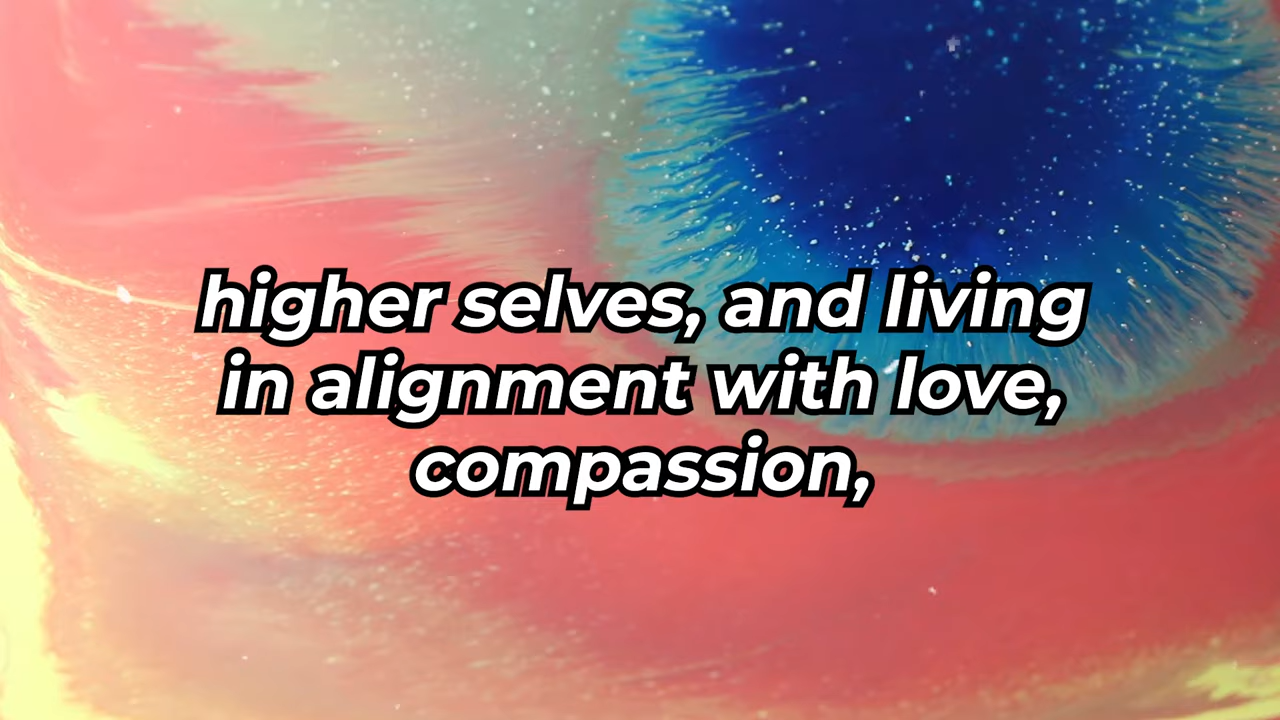 higher selves, and living
in alignment with love,
compassion,